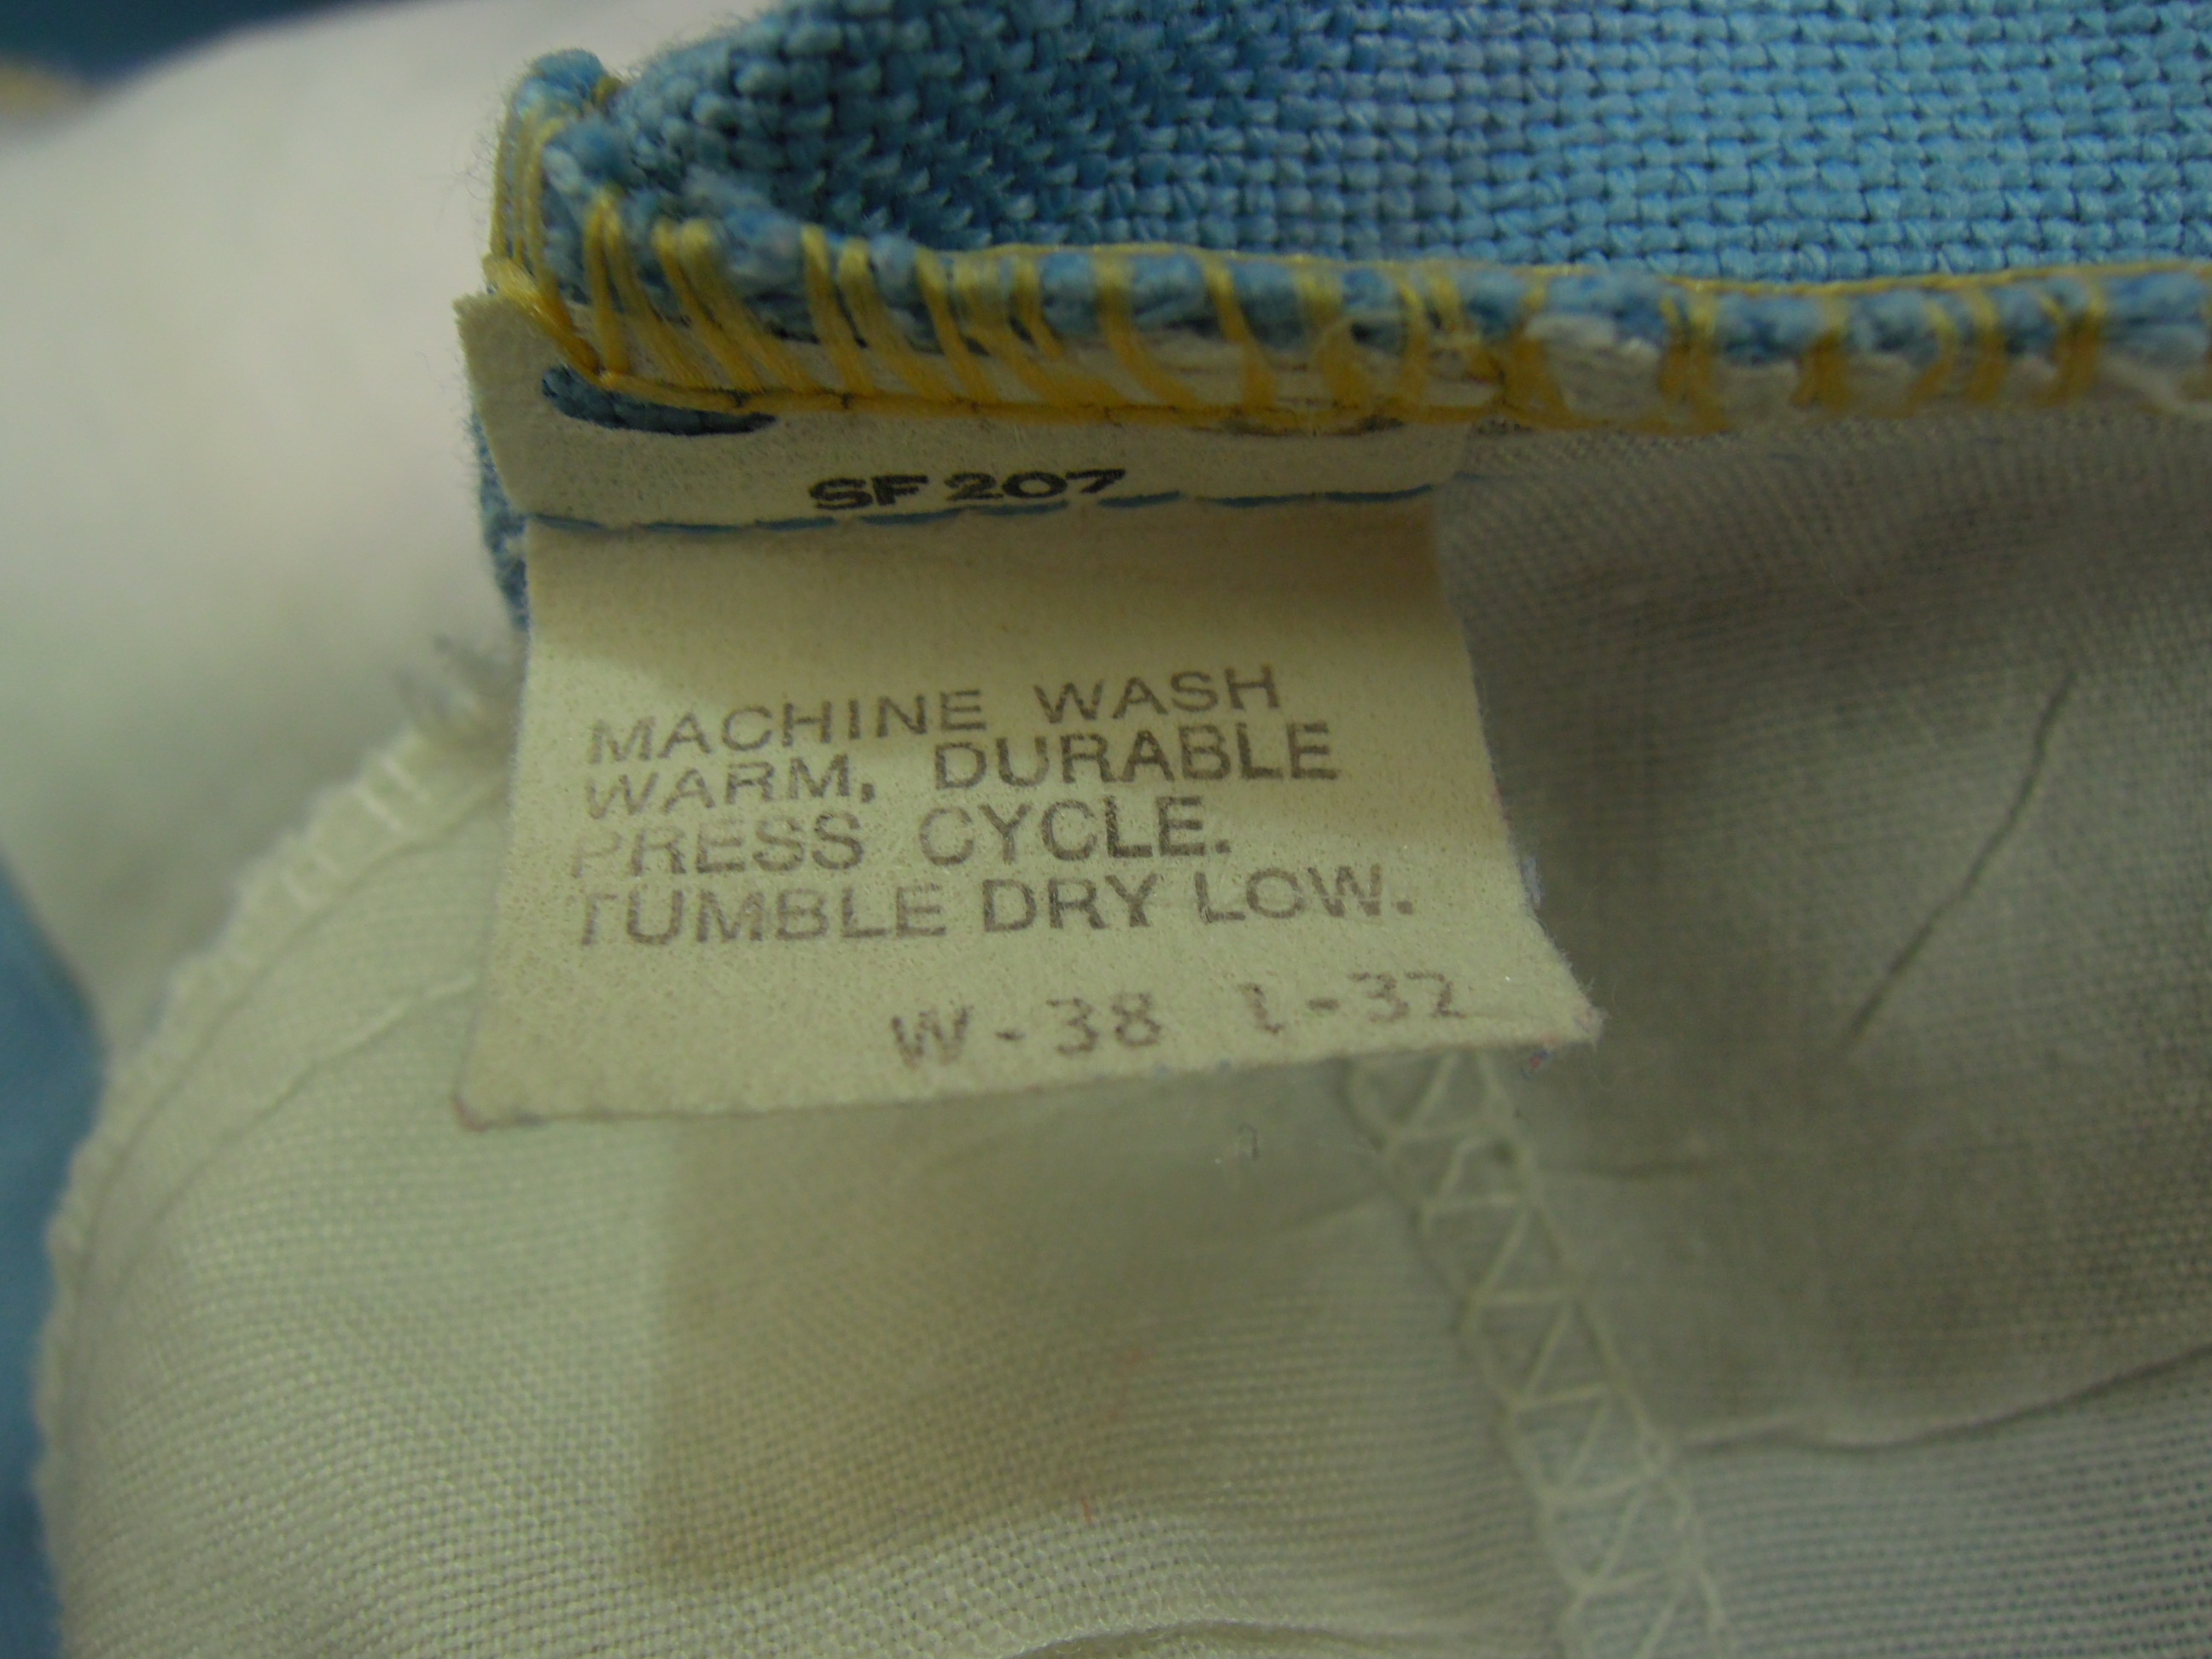 SF 207
MACHINE WASH
WARM, DURABLE
PRESS CYCLE.
TUMBLE DRY LOW.
W-38 L-32